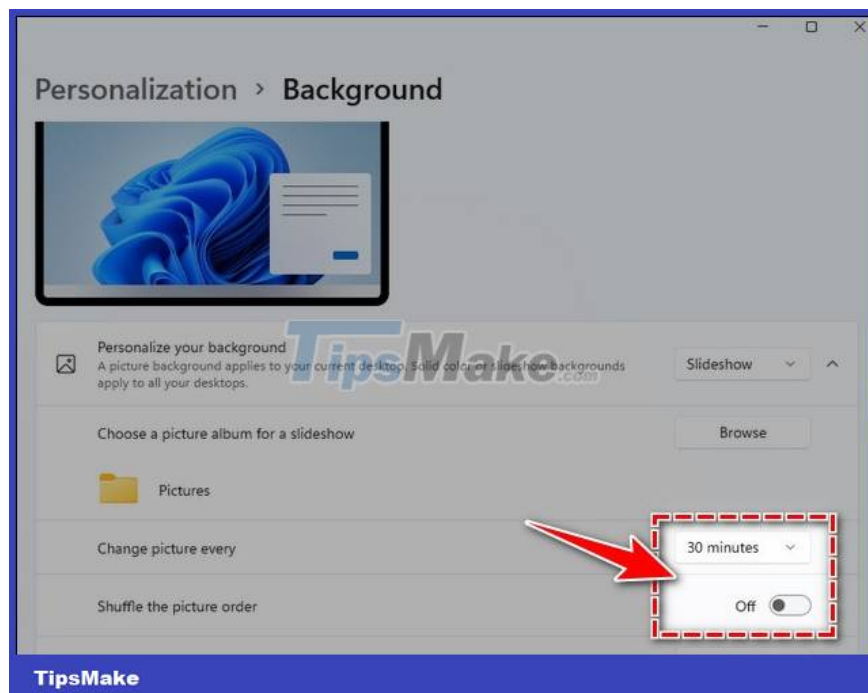 Personalization > Background
Personalize your background
A picture background applies to your current desktop. Solid color or slideshow backgrounds
apply to all your desktops.
Slideshow
TipsMake.com
Choose a picture album for a slideshow
Browse
Pictures
Change picture every
30 minutes
Shuffle the picture order
Off
TipsMake